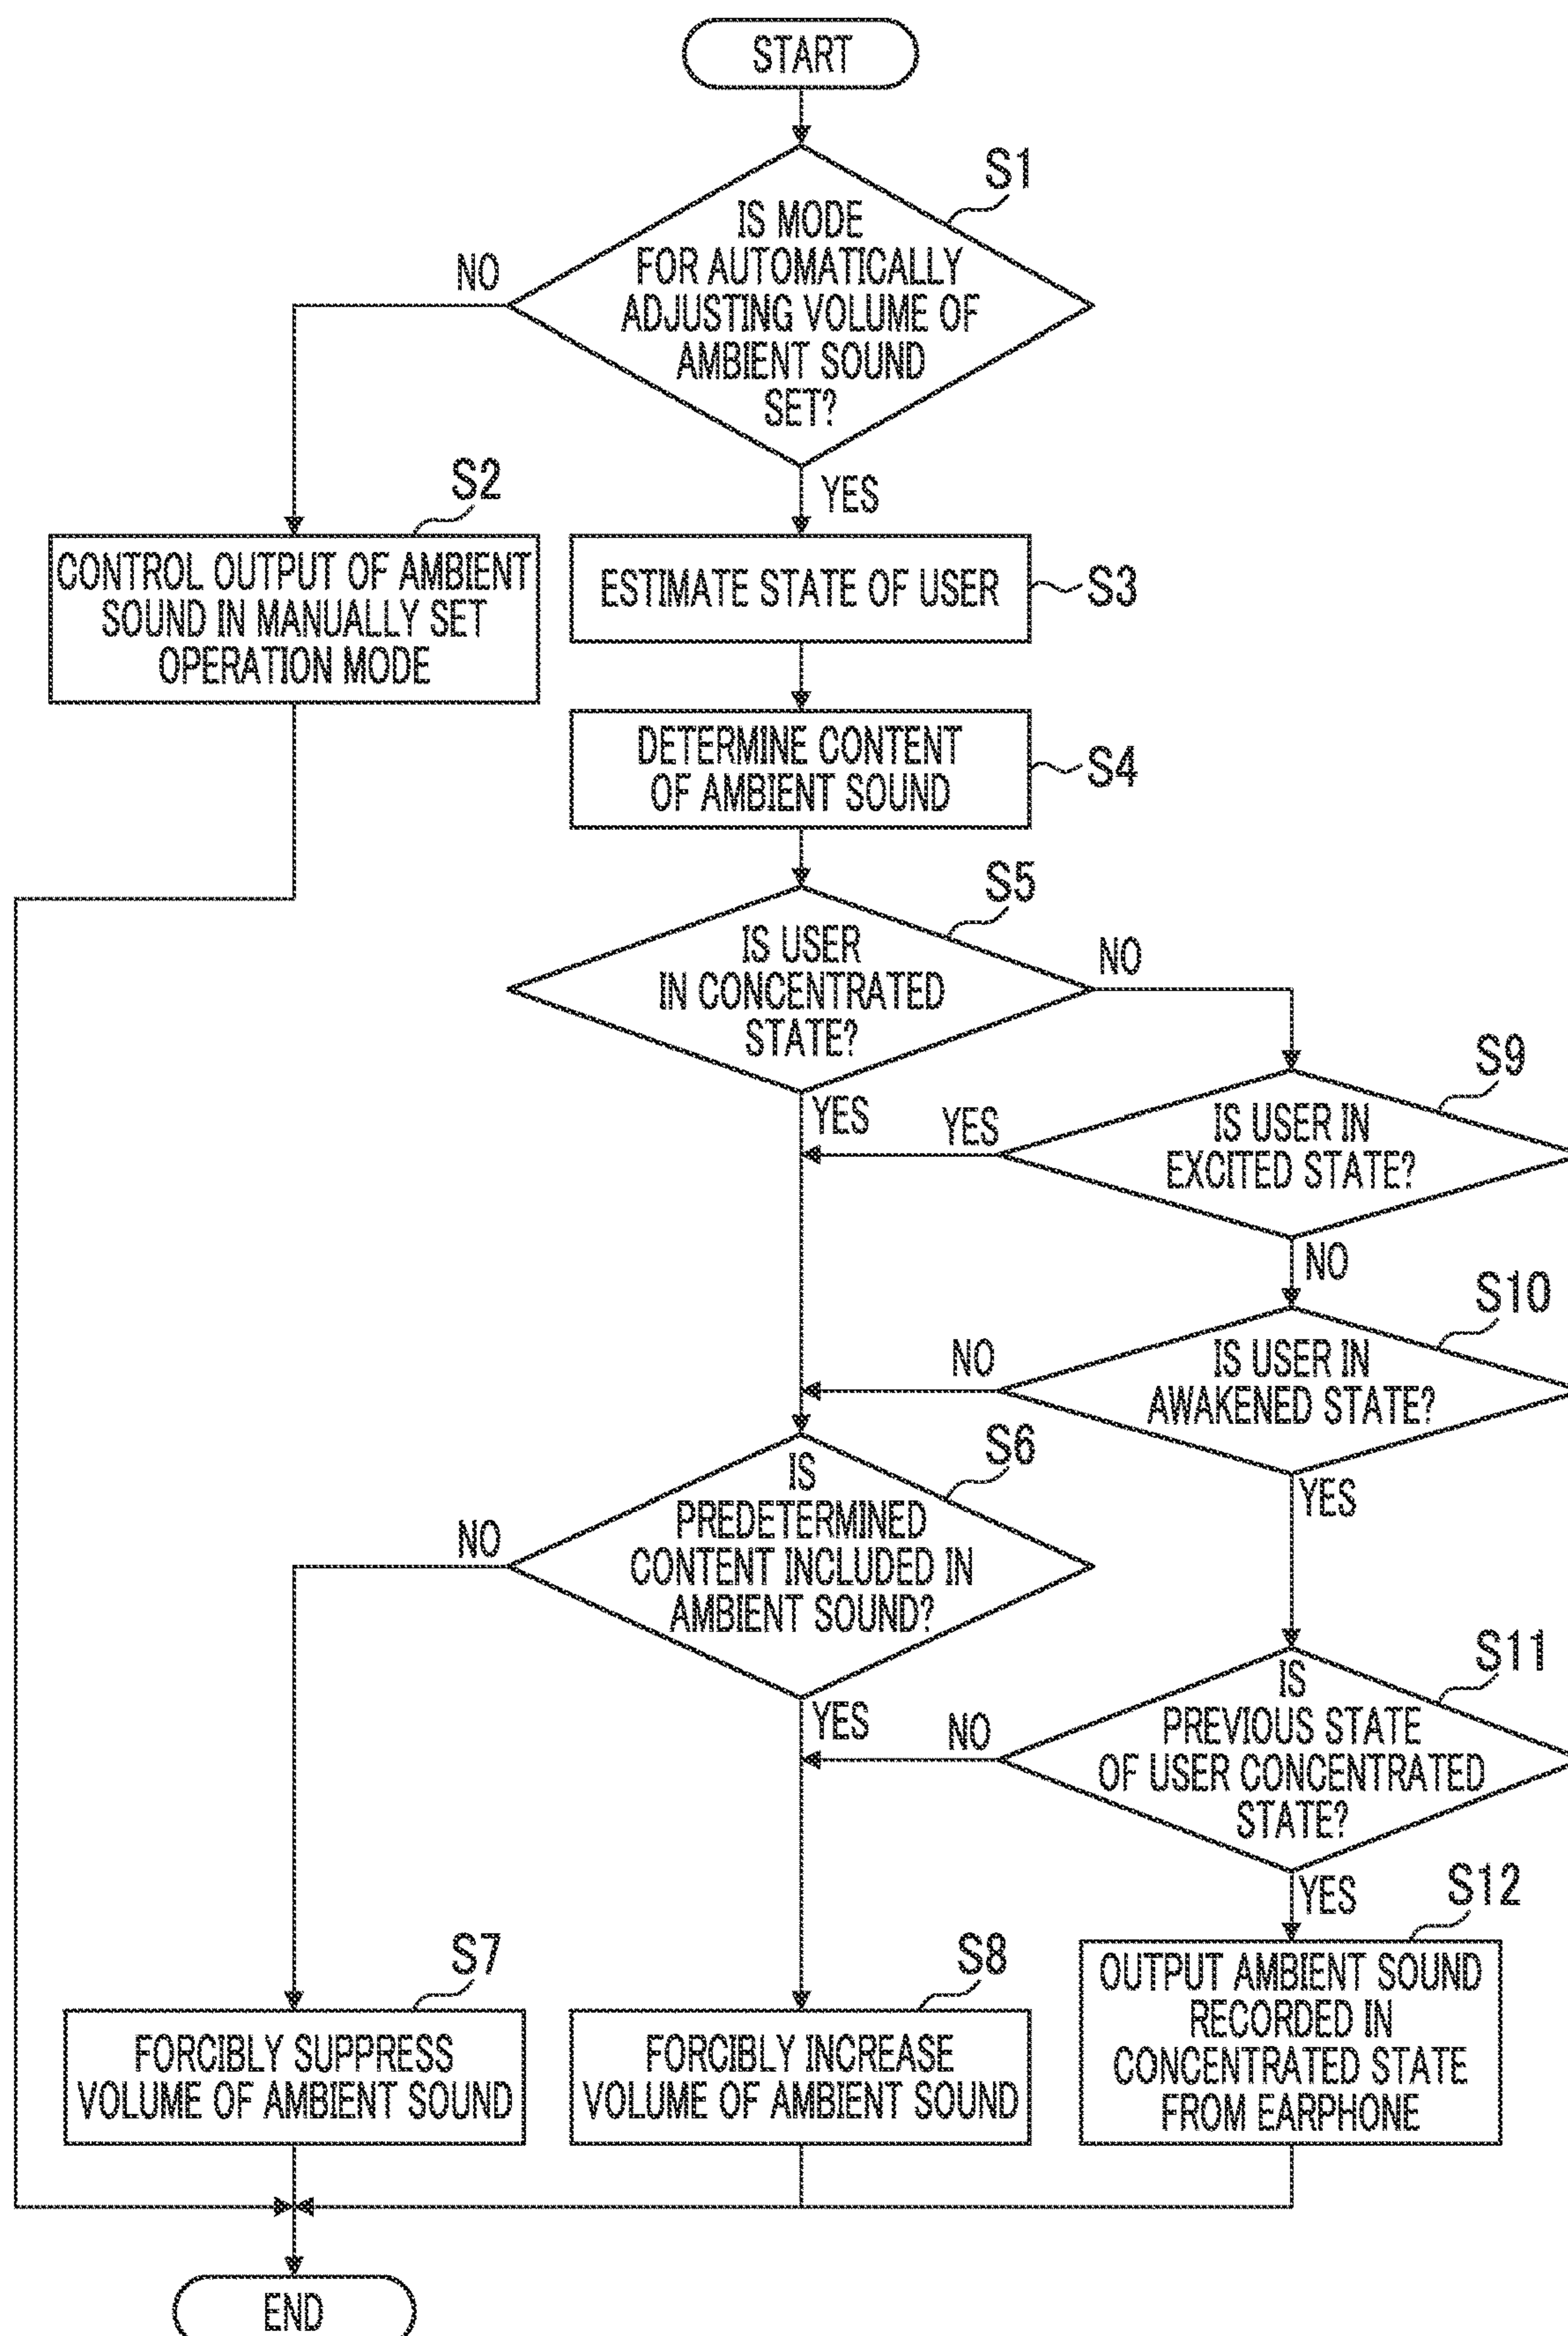 START
S1
IS MODE
FOR AUTOMATICALLY
ADJUSTING VOLUME OF
AMBIENT SOUND
SET?
NO
YES
S2
CONTROL OUTPUT OF AMBIENT
SOUND IN MANUALLY SET
OPERATION MODE
ESTIMATE STATE OF USER
S3
DETERMINE CONTENT
OF AMBIENT SOUND
S4
S5
IS USER
IN CONCENTRATED
STATE?
NO
YES
S9
IS USER IN
EXCITED STATE?
YES
NO
S10
IS USER IN
AWAKENED STATE?
NO
YES
S6
IS
PREDETERMINED
CONTENT INCLUDED IN
AMBIENT SOUND?
NO
YES
S11
IS
PREVIOUS STATE
OF USER CONCENTRATED
STATE?
NO
YES
S7
FORCIBLY SUPPRESS
VOLUME OF AMBIENT SOUND
S8
FORCIBLY INCREASE
VOLUME OF AMBIENT SOUND
S12
OUTPUT AMBIENT SOUND
RECORDED IN
CONCENTRATED STATE
FROM EARPHONE
END